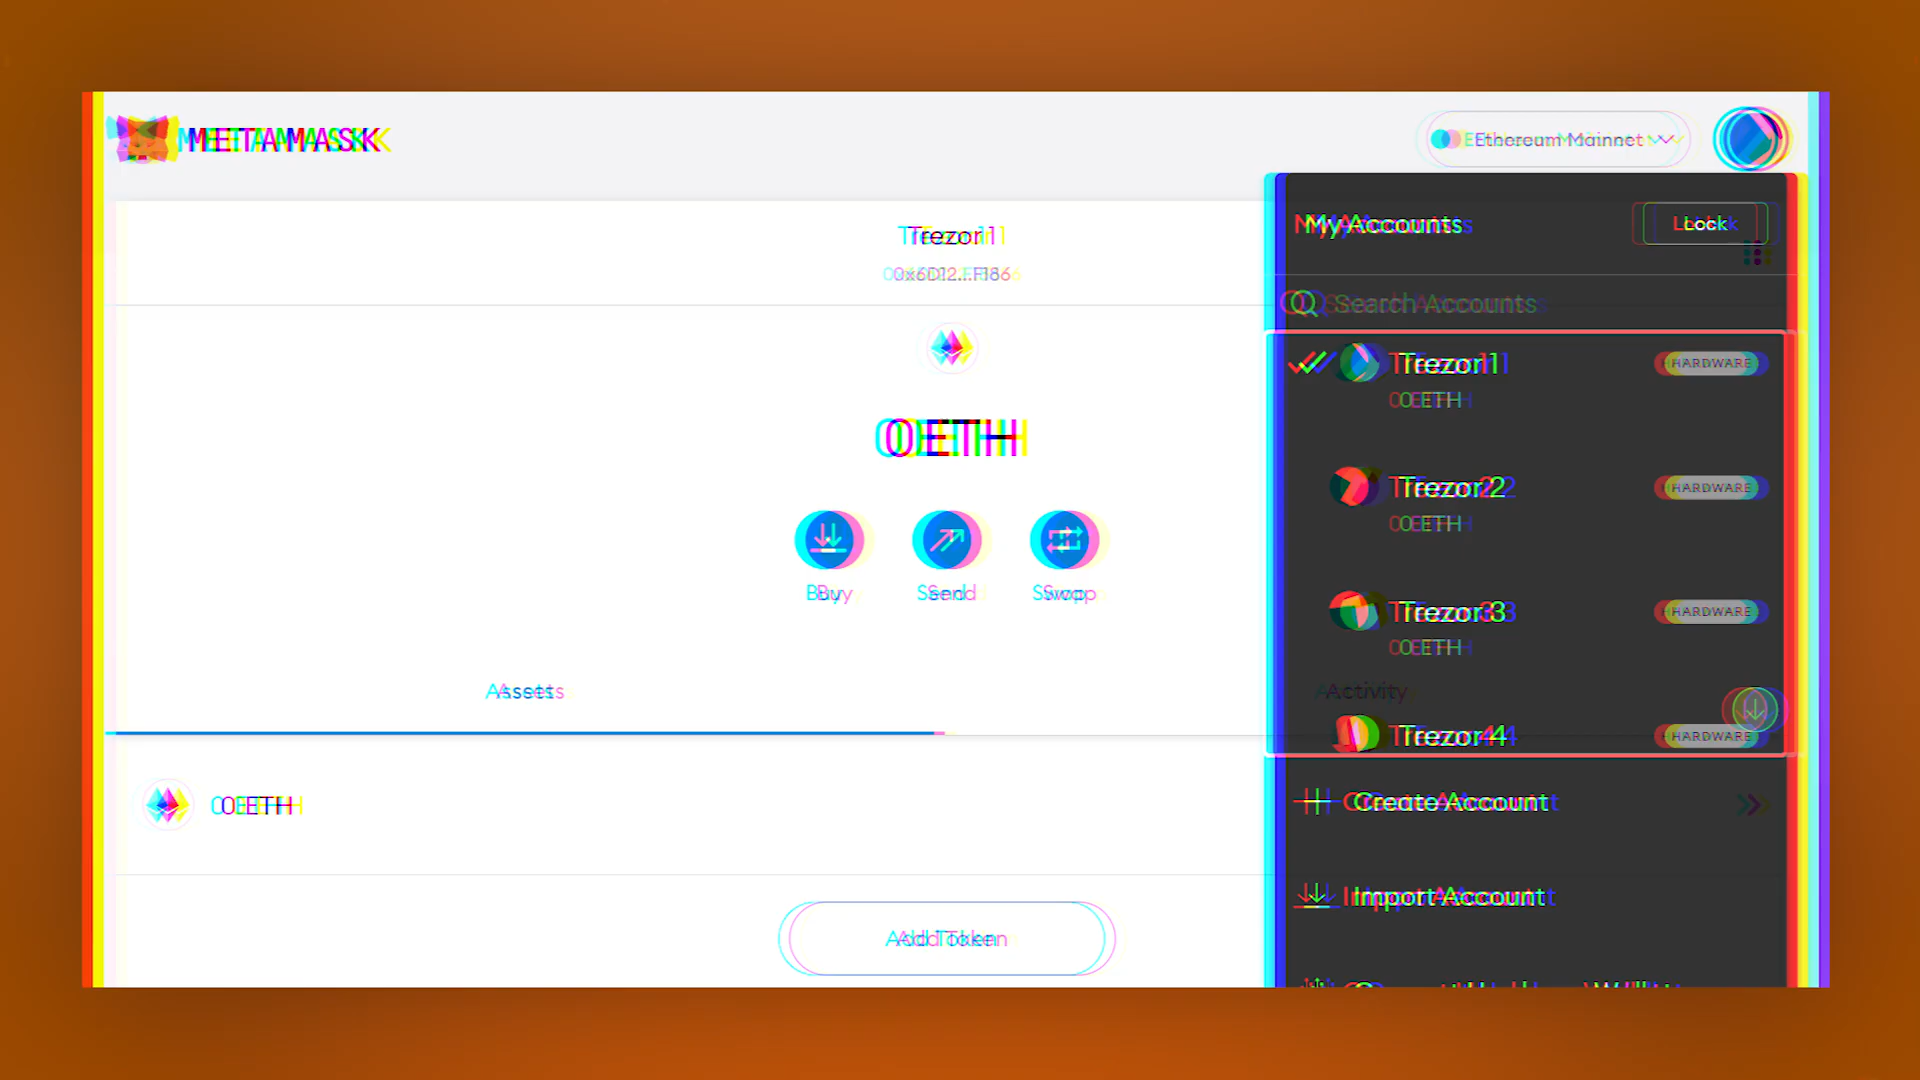 METAMASK
Ethereum Mainnet
Trezor 1
0x6D12...F186
0 ETH
Buy
Send
Swap
Assets
Activity
0 ETH
Add Token
My Accounts
Lock
Search Accounts
Trezor 1
HARDWARE
0 ETH
Trezor 2
HARDWARE
0 ETH
Trezor 3
HARDWARE
0 ETH
Trezor 4
HARDWARE
Create Account
Import Account